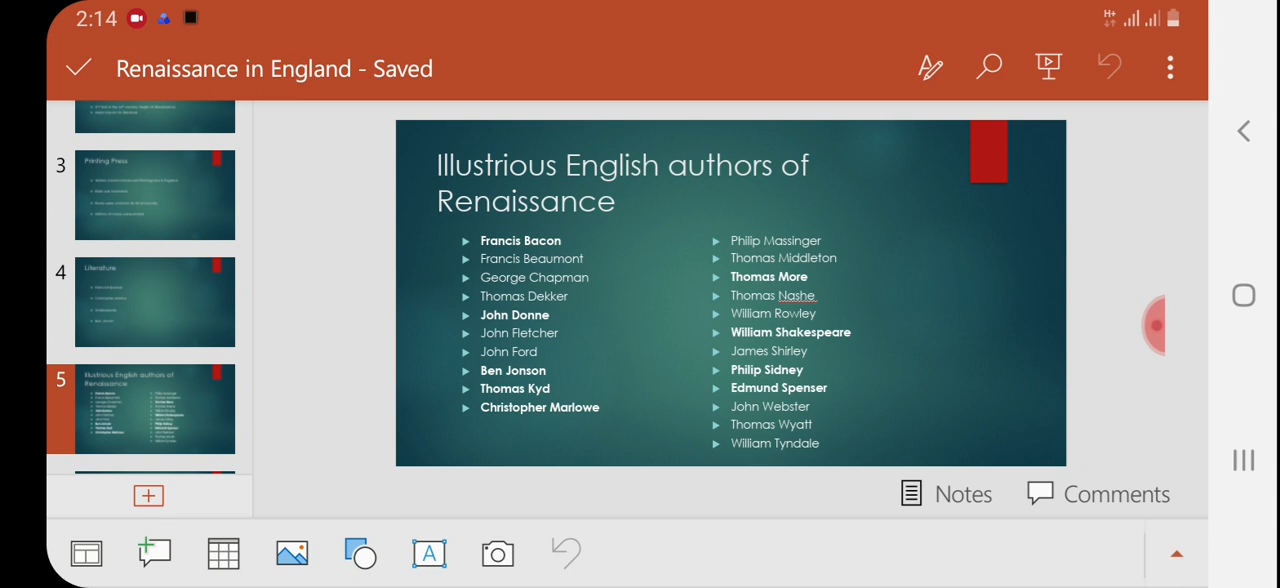 2:14
H+
Renaissance in England - Saved
3
Printing Press
4
Literature
5
Illustrious English authors of
Renaissance
Illustrious English authors of
Renaissance
Francis Bacon
Francis Beaumont
George Chapman
Thomas Dekker
John Donne
John Fletcher
John Ford
Ben Jonson
Thomas Kyd
Christopher Marlowe
Philip Massinger
Thomas Middleton
Thomas More
Thomas Nashe
William Rowley
William Shakespeare
James Shirley
Philip Sidney
Edmund Spenser
John Webster
Thomas Wyatt
William Tyndale
Notes
Comments
A